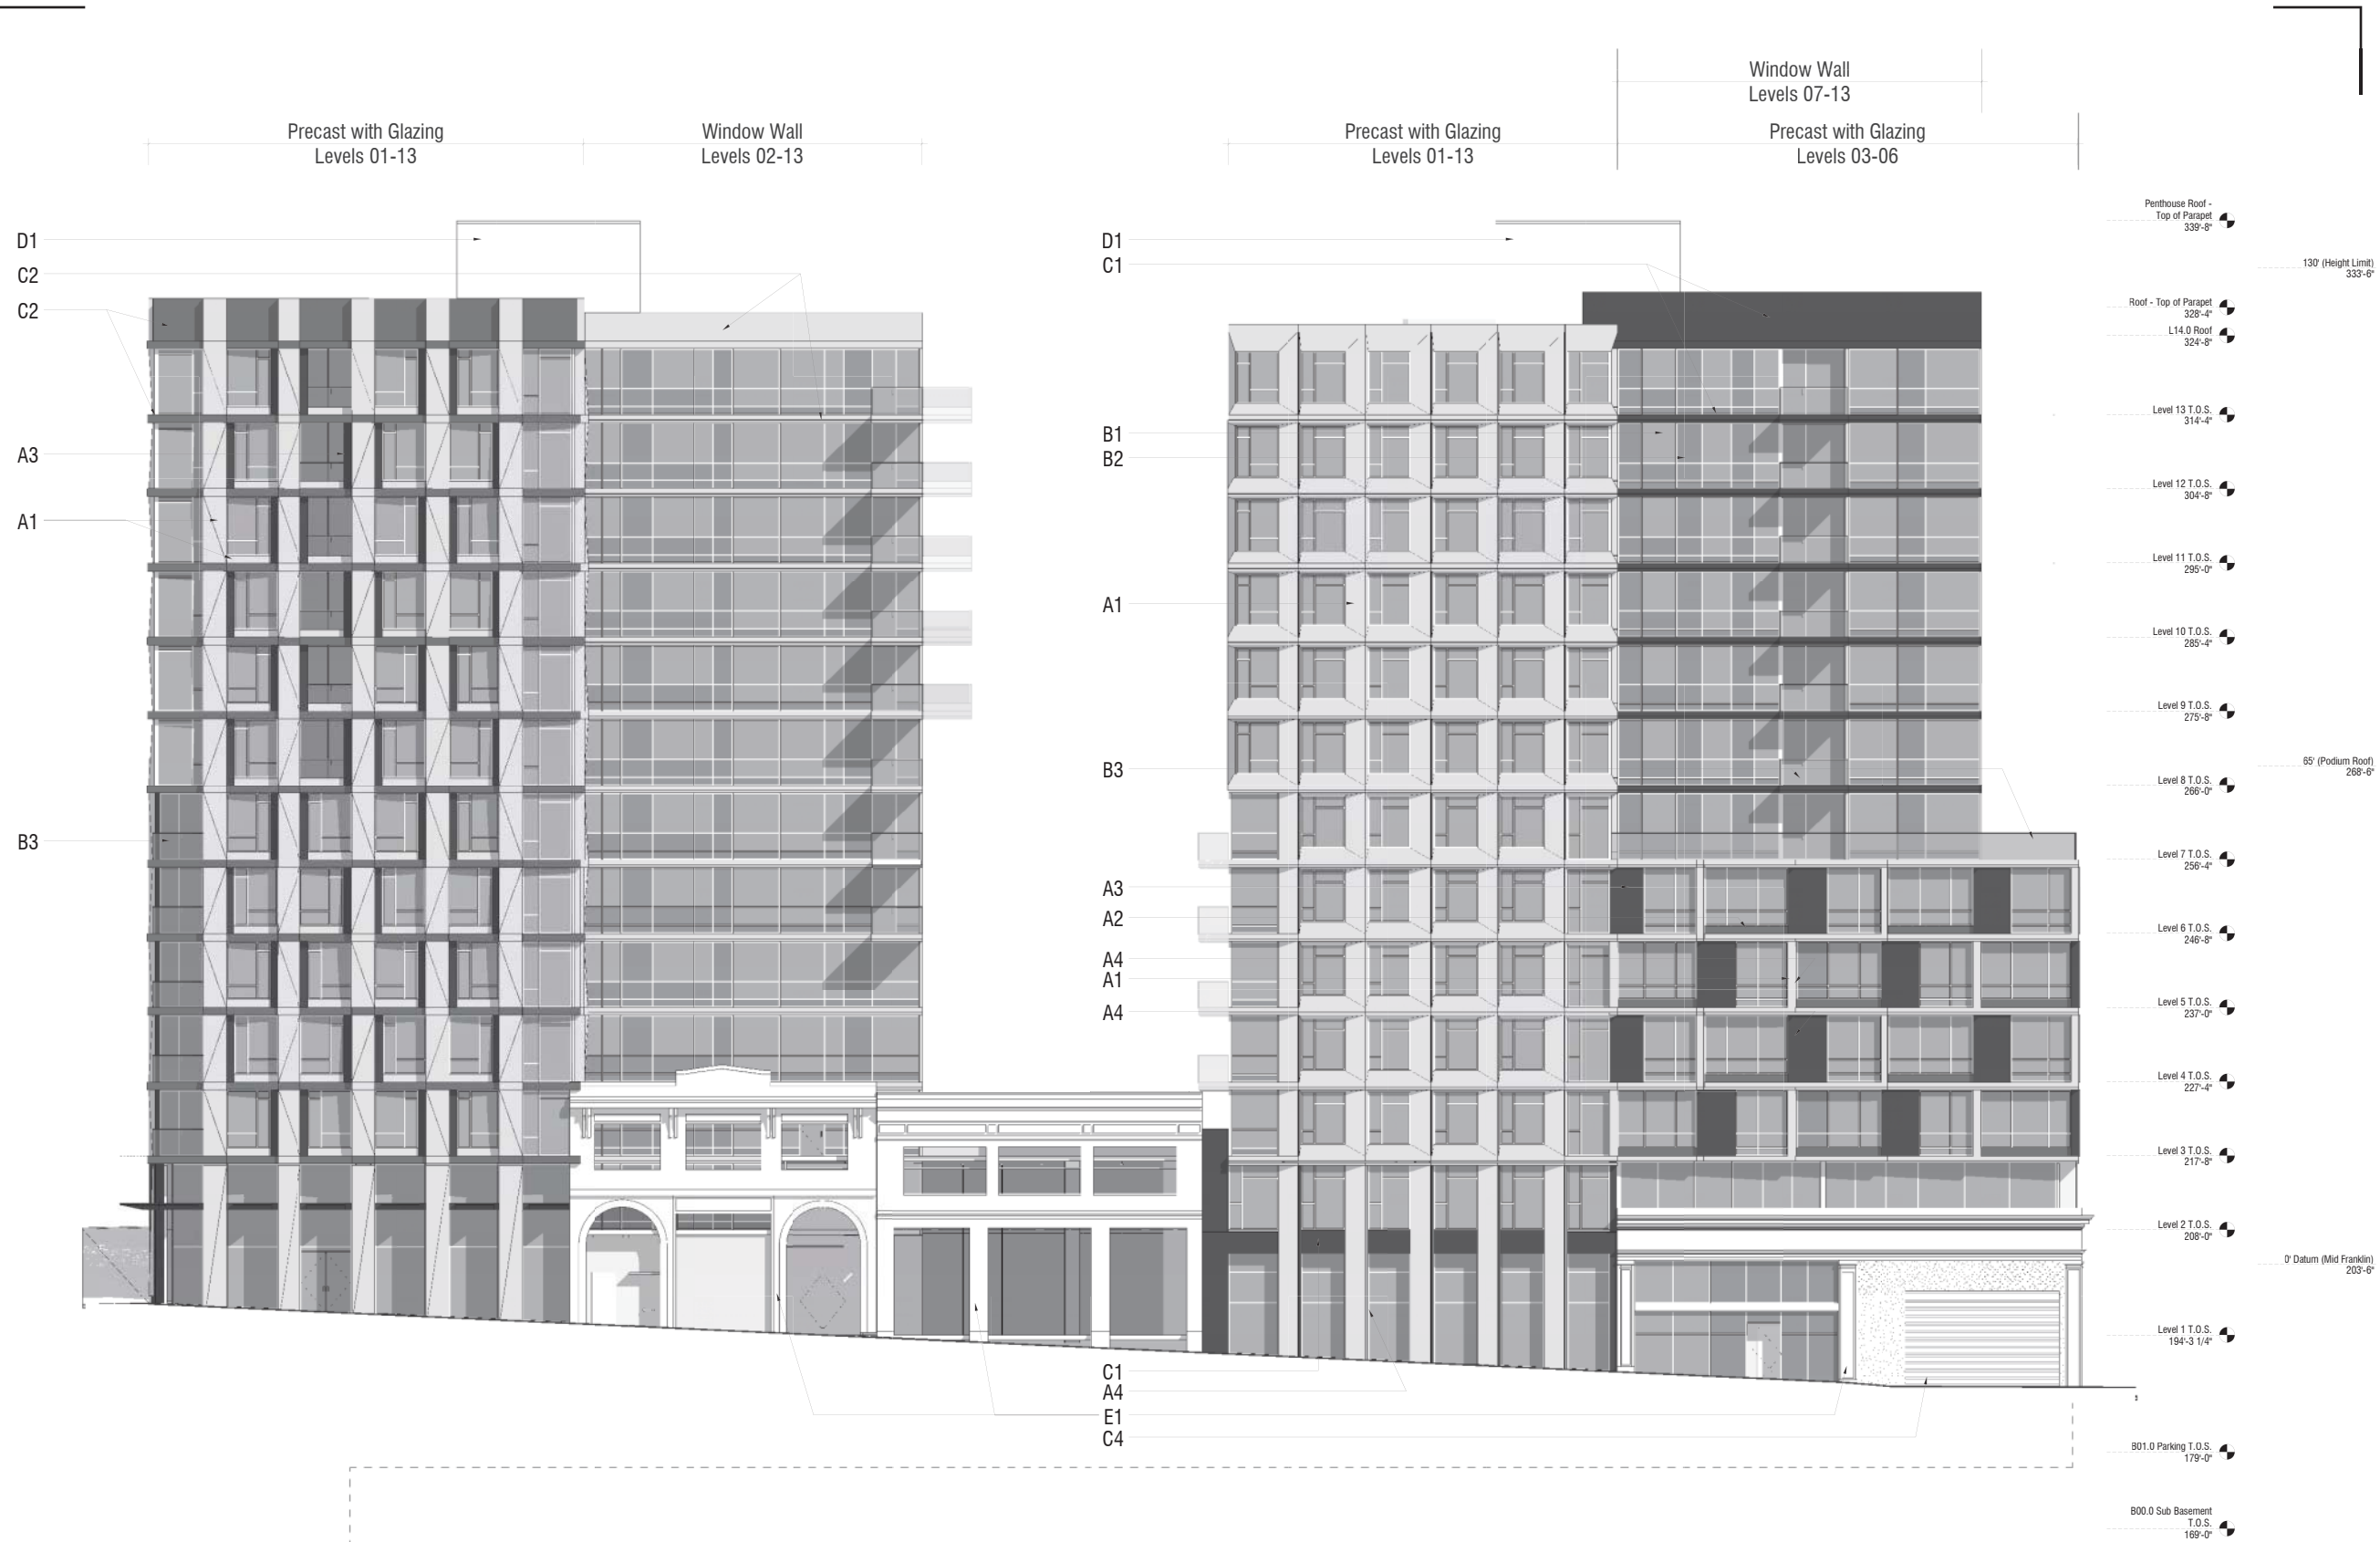 Window Wall
Levels 07-13
Precast with Glazing
Levels 01-13
Window Wall
Levels 02-13
Precast with Glazing
Levels 01-13
Precast with Glazing
Levels 03-06
D1
C2
C2
A3
A1
B3
D1
C1
B1
B2
A1
B3
A3
A2
A4
A1
A4
C1
A4
E1
C4
Penthouse Roof -
Top of Parapet
339'-8"
130' (Height Limit)
333'-6"
Roof - Top of Parapet
328'-4"
L14.0 Roof
324'-8"
Level 13 T.O.S.
314'-4"
Level 12 T.O.S.
304'-8"
Level 11 T.O.S.
295'-0"
Level 10 T.O.S.
285'-4"
Level 9 T.O.S.
275'-8"
65' (Podium Roof)
268'-6"
Level 8 T.O.S.
266'-0"
Level 7 T.O.S.
256'-4"
Level 6 T.O.S.
246'-8"
Level 5 T.O.S.
237'-0"
Level 4 T.O.S.
227'-4"
Level 3 T.O.S.
217'-8"
Level 2 T.O.S.
208'-0"
0' Datum (Mid Franklin)
203'-6"
Level 1 T.O.S.
194'-3 1/4"
B01.0 Parking T.O.S.
179'-0"
B00.0 Sub Basement
T.O.S.
169'-0"